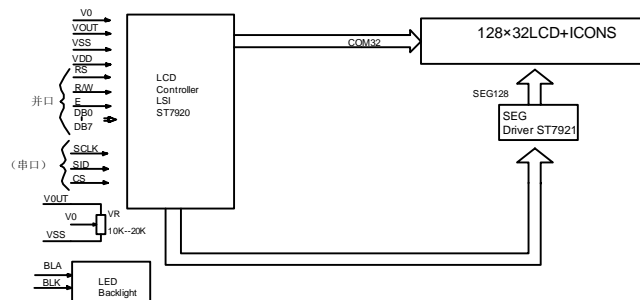 V0
VOUT
VSS
VDD
RS
R/W
E
DB0
DB7
并口
SCLK
SID
CS
（串口）
LCD
Controller
LSI
ST7920
COM32
128×32LCD+ICONS
SEG128
SEG
Driver ST7921
V0UT
V0
VR
10K--20K
VSS
BLA
BLK
LED
Backlight